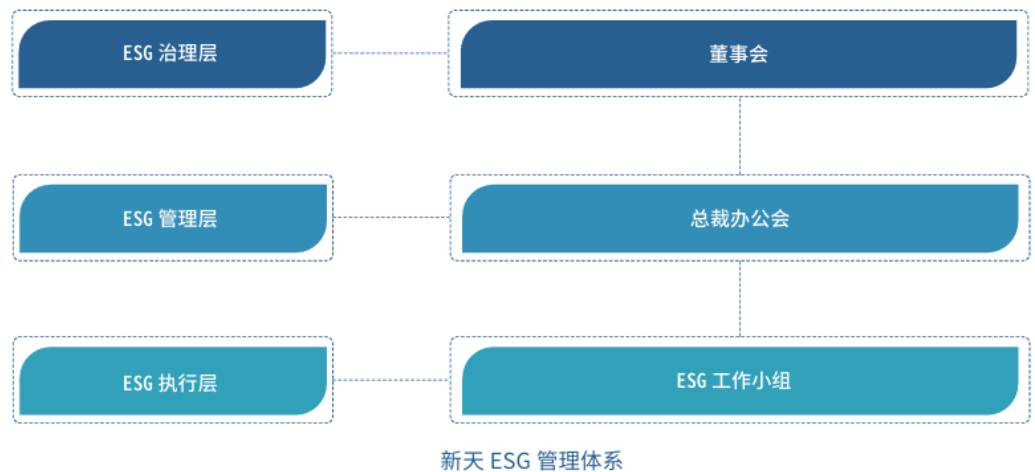 ESG 治理层
董事会
ESG 管理层
总裁办公会
ESG 执行层
ESG 工作小组
新天 ESG 管理体系